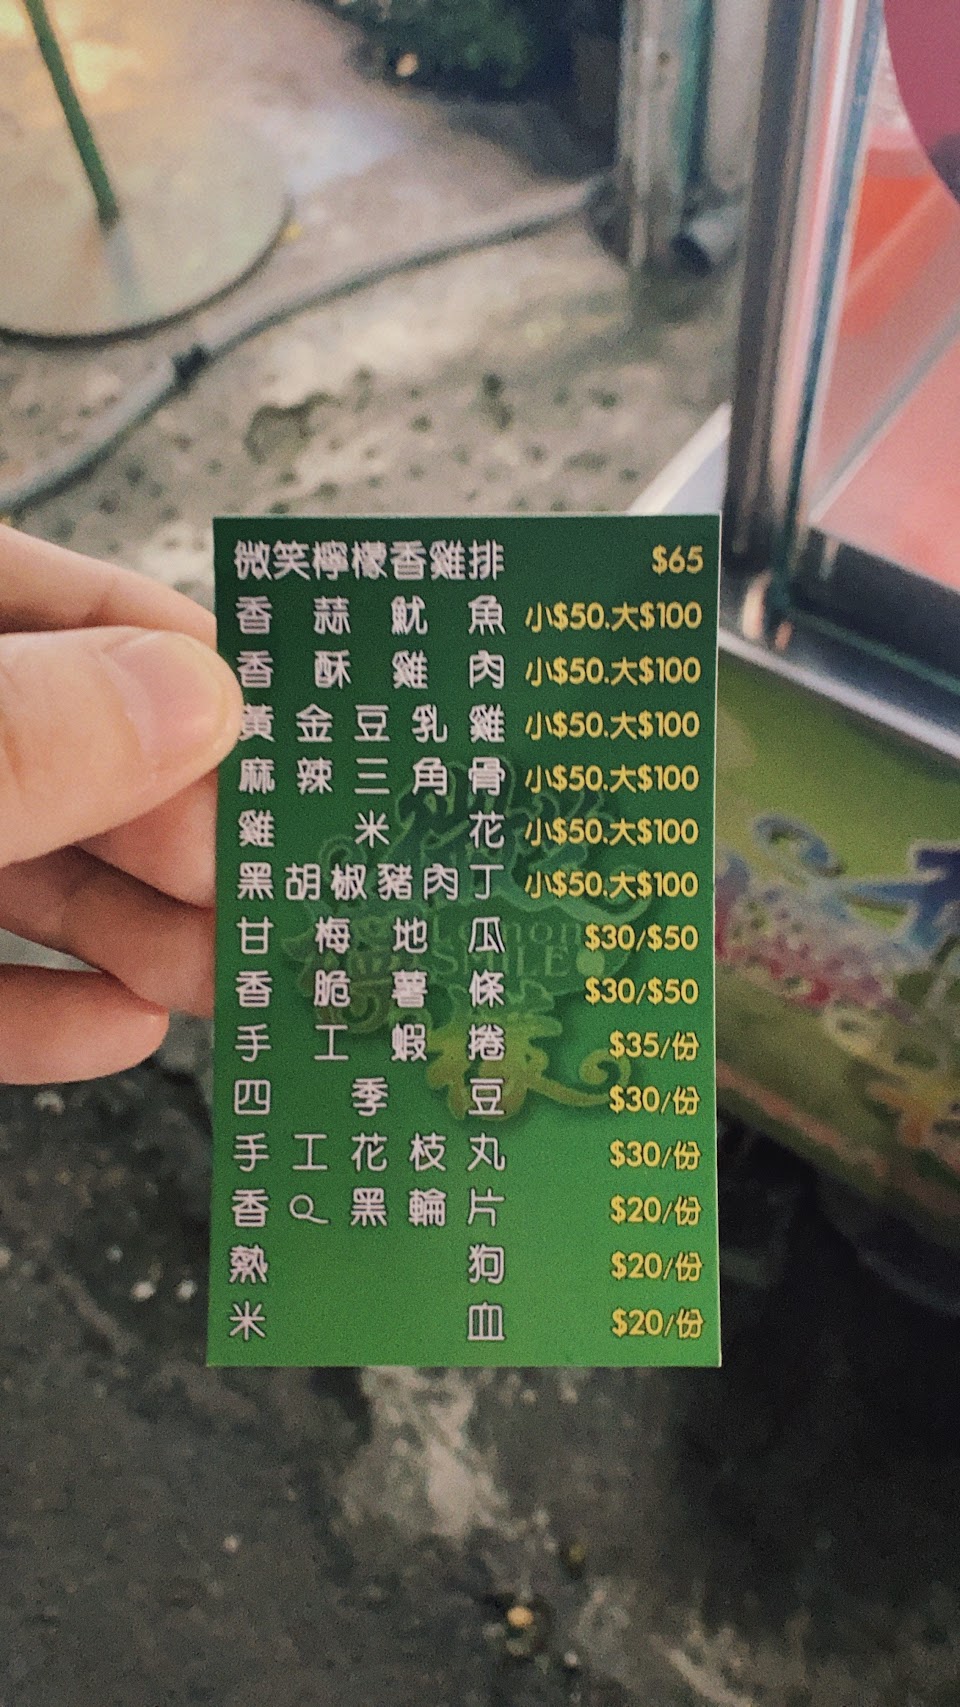 微笑檸檬香雞排 $65
香蒜魷魚 小$50.大$100
香酥雞肉 小$50.大$100
黃金豆乳雞 小$50.大$100
麻辣三角骨 小$50.大$100
雞米花 小$50.大$100
黑胡椒豬肉丁 小$50.大$100
甘梅地瓜 $30/$50
香脆薯條 $30/$50
手工蝦捲 $35/份
四季豆 $30/份
手工花枝丸 $30/份
香Q黑輪片 $20/份
熱狗 $20/份
米血 $20/份
Lemon
SMILE